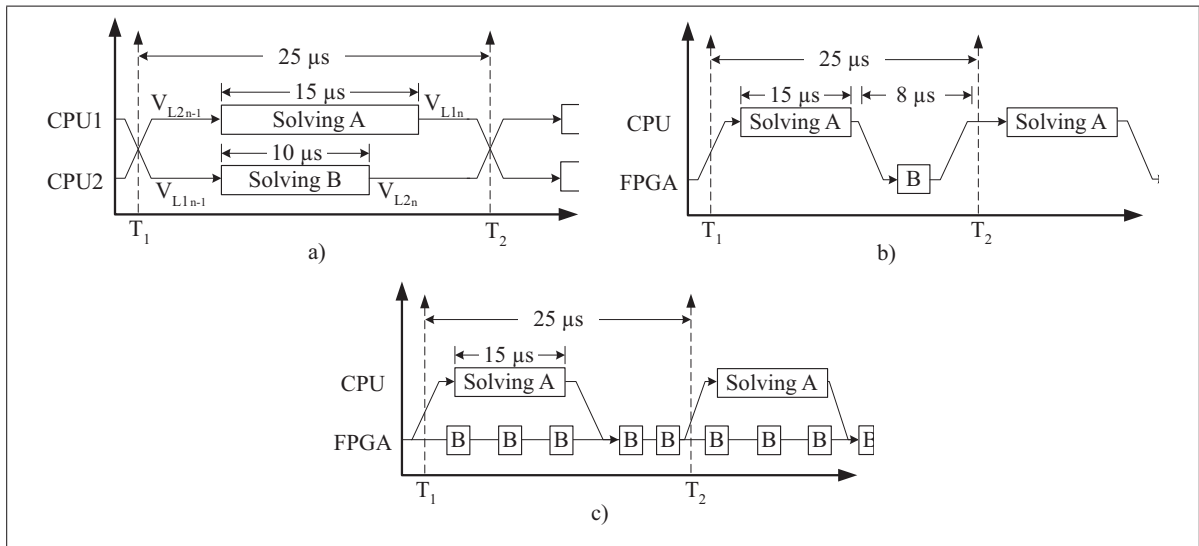 25 µs
15 µs
V_L2n-1
V_L1n
CPU1
Solving A
10 µs
CPU2
Solving B
V_L1n-1
V_L2n
T_1
T_2
a)
25 µs
15 µs
8 µs
CPU
Solving A
Solving A
FPGA
B
T_1
T_2
b)
25 µs
15 µs
CPU
Solving A
Solving A
FPGA
B B B B B B B B B
T_1
T_2
c)